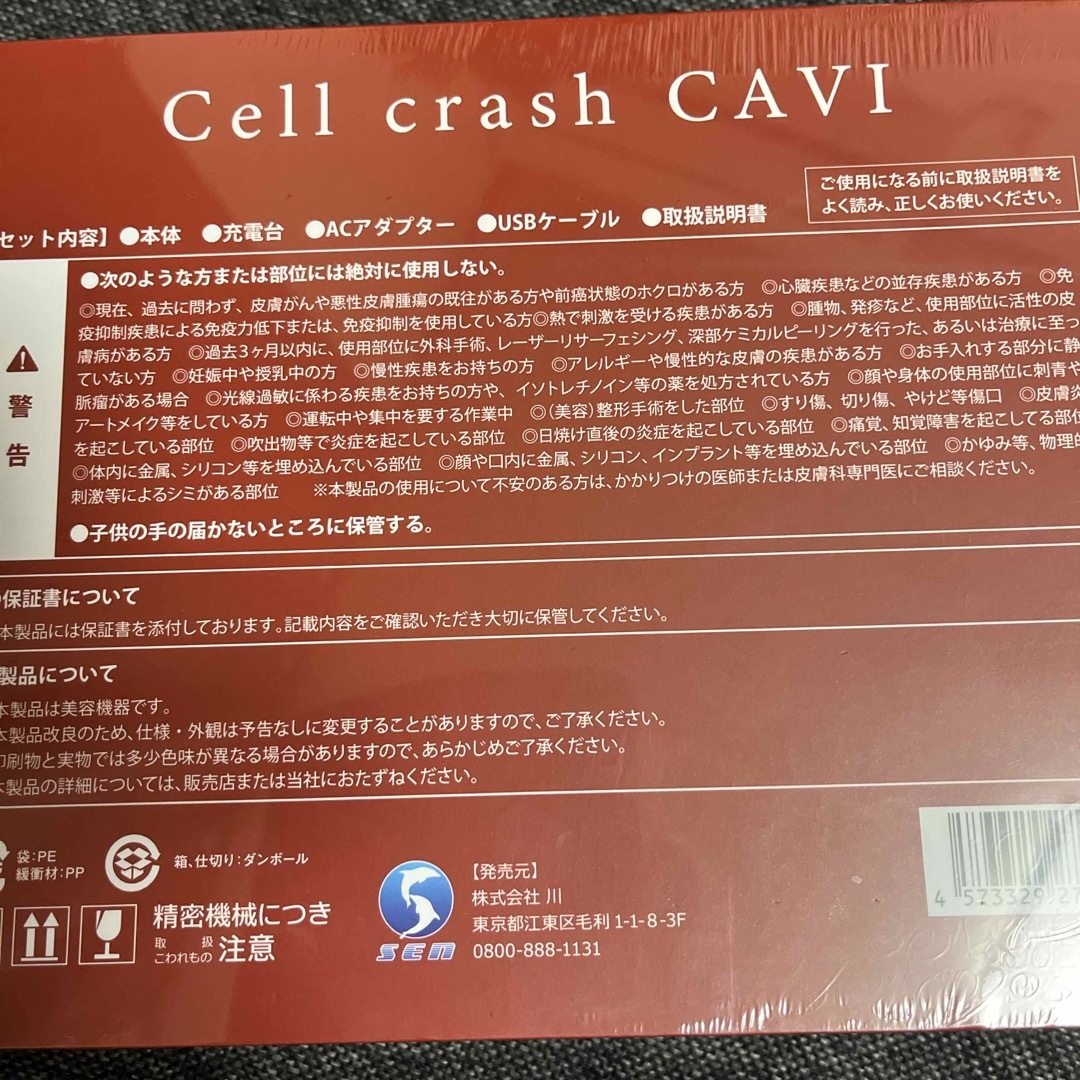 Cell crash CAVI
ご使用になる前に取扱説明書を
よく読み、正しくお使いください。
セット内容】 ●本体 ●充電台 ●ACアダプター ●USBケーブル ●取扱説明書
警告
●次のような方または部位には絶対に使用しない。
◎現在、過去に問わず、皮膚がんや悪性皮膚腫瘍の既往がある方や前癌状態のホクロがある方 ◎心臓疾患などの並存疾患がある方 ◎免
疫抑制疾患による免疫力低下または、免疫抑制を使用している方◎熱で刺激を受ける疾患がある方 ◎腫物、発疹など、使用部位に活性の皮
膚病がある方 ◎過去3ヶ月以内に、使用部位に外科手術、レーザーリサーフェシング、深部ケミカルピーリングを行った、あるいは治療に至っ
ていない方 ◎妊娠中や授乳中の方 ◎慢性疾患をお持ちの方 ◎アレルギーや慢性的な皮膚の疾患がある方 ◎お手入れする部分に静
脈瘤がある場合 ◎光線過敏に係わる疾患をお持ちの方や、イソトレチノイン等の薬を処方されている方 ◎顔や身体の使用部位に刺青や
アートメイク等をしている方 ◎運転中や集中を要する作業中 ◎（美容）整形手術をした部位 ◎すり傷、切り傷、やけど等傷口 ◎皮膚炎
を起こしている部位 ◎吹出物等で炎症を起こしている部位 ◎日焼け直後の炎症を起こしている部位 ◎痛覚、知覚障害を起こしてる部位
◎体内に金属、シリコン等を埋め込んでいる部位 ◎顔や口内に金属、シリコン、インプラント等を埋め込んでいる部位 ◎かゆみ等、物理的
刺激等によるシミがある部位 ※本製品の使用について不安のある方は、かかりつけの医師または皮膚科専門医にご相談ください。
●子供の手の届かないところに保管する。
保証書について
本製品には保証書を添付しております。記載内容をご確認いただき大切に保管してください。
製品について
本製品は美容機器です。
本製品改良のため、仕様・外観は予告なしに変更することがありますので、ご了承ください。
印刷物と実物では多少色味が異なる場合がありますので、あらかじめご了承ください。
本製品の詳細については、販売店または当社におたずねください。
袋:PE
緩衝材:PP
箱、仕切り:ダンボール
精密機械につき
取扱注意
こわれもの
SEN
【発売元】
株式会社 川
東京都江東区毛利 1-1-8-3F
0800-888-1131
4 573329 27